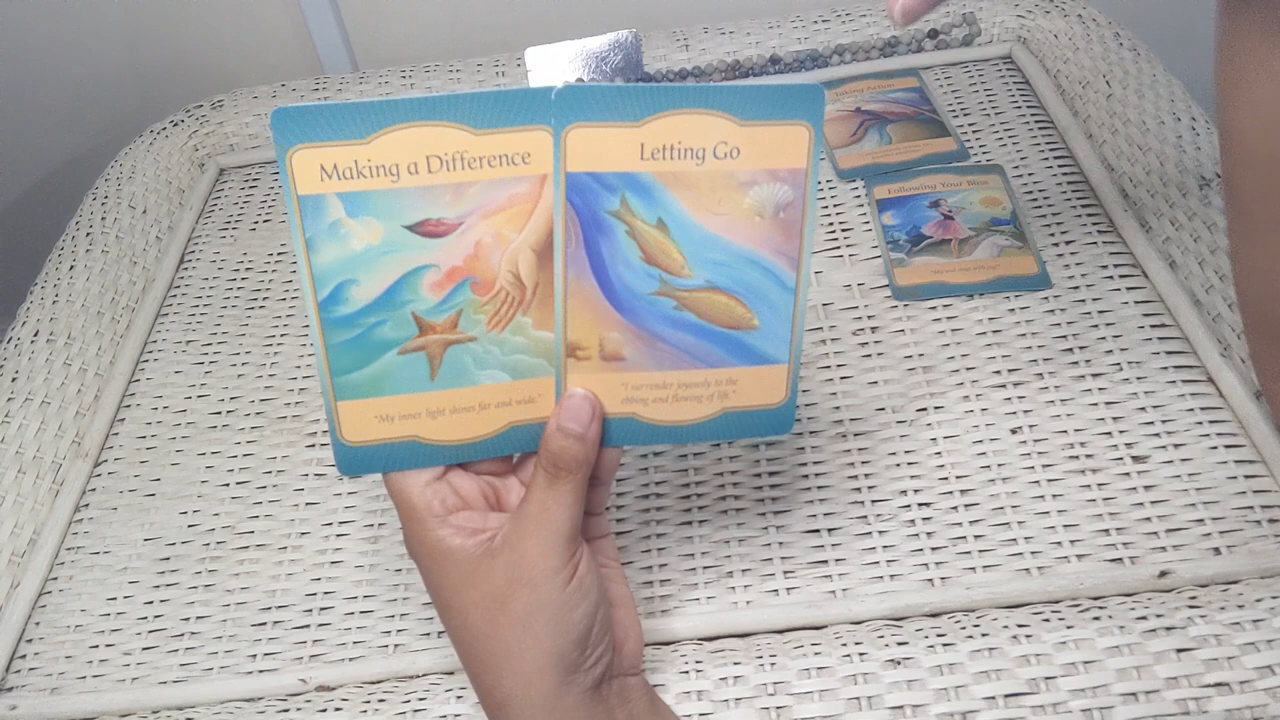 Making a Difference
"My inner light shines far and wide."
Letting Go
"I surrender joyously to the
ebbing and flowing of life."
Taking Action
Following Your Bliss